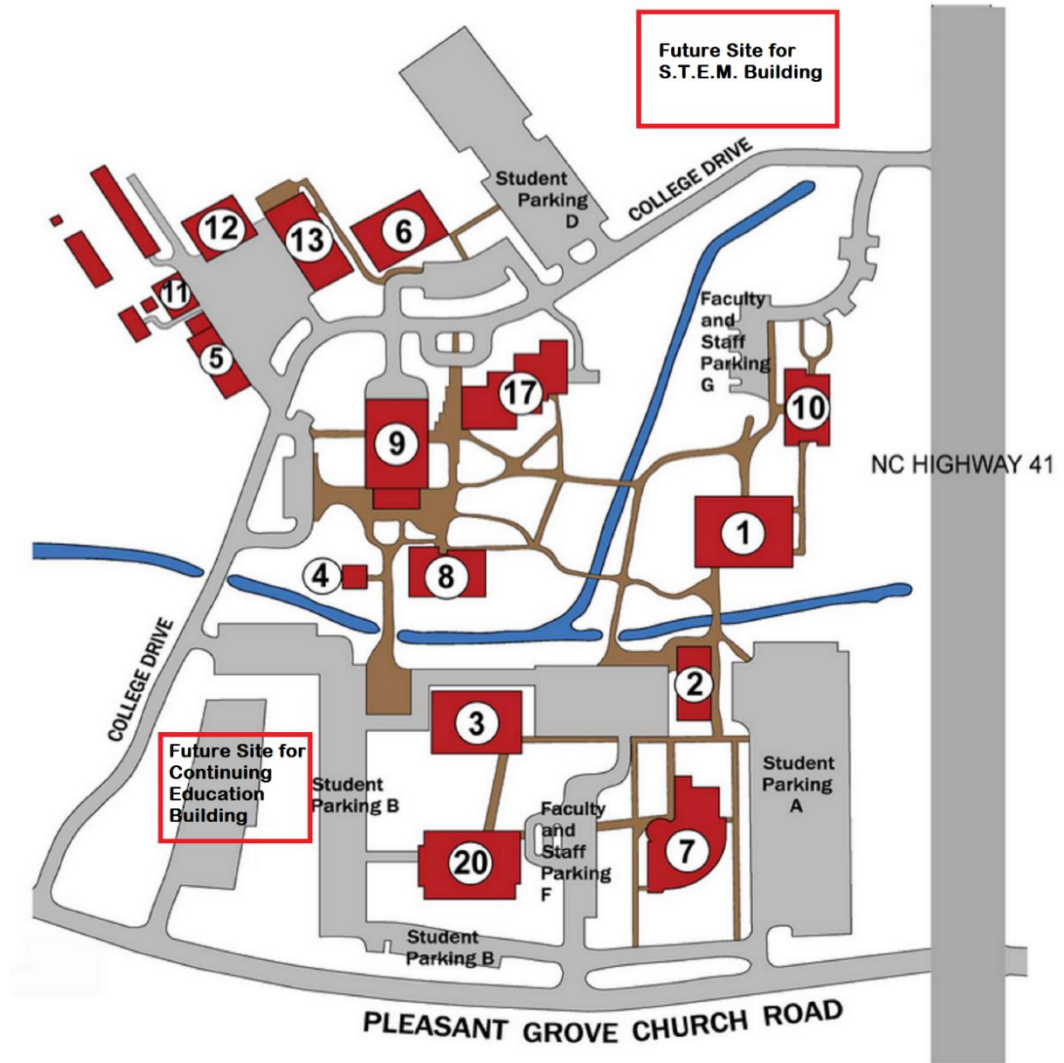 Future Site for
S.T.E.M. Building
COLLEGE DRIVE
Student
Parking
D
12
13
6
11
5
Faculty
and
Staff
Parking
G
17
10
9
NC HIGHWAY 41
1
4
8
2
COLLEGE DRIVE
3
Future Site for
Continuing
Education
Building
Student
Parking B
Student
Parking
A
Faculty
and
Staff
Parking
F
7
20
Student
Parking B
PLEASANT GROVE CHURCH ROAD